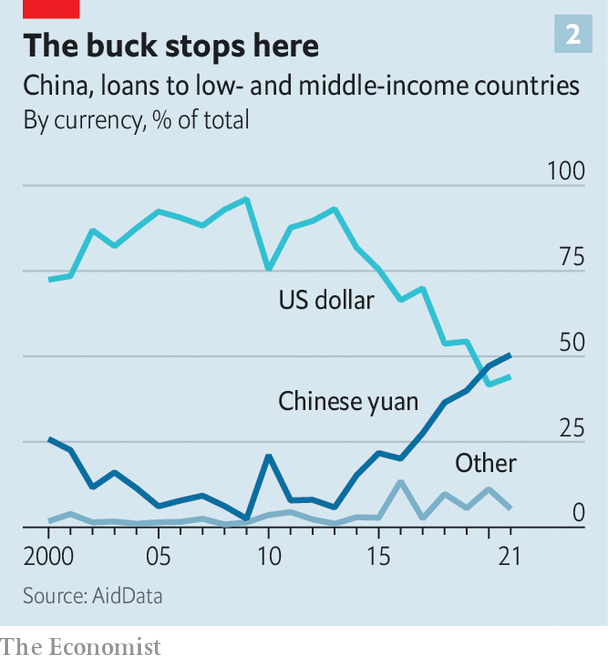 The buck stops here
2
China, loans to low- and middle-income countries
By currency, % of total
100
75
US dollar
50
Chinese yuan
25
Other
0
2000 05 10 15 21
Source: AidData
The Economist